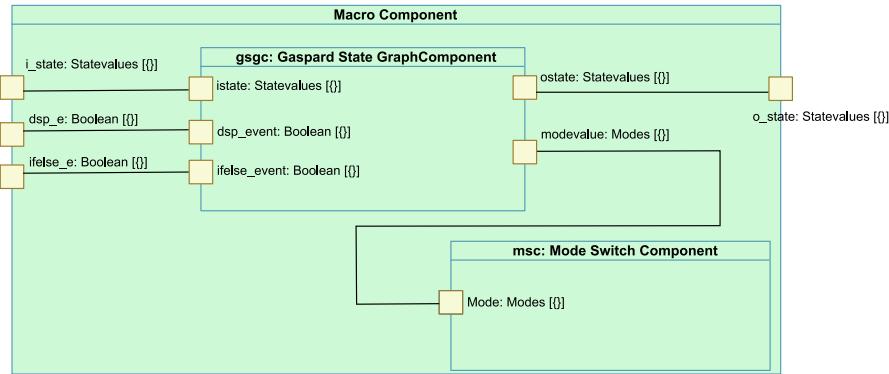 Macro Component
gsgc: Gaspard State GraphComponent
i_state: Statevalues [{}]
istate: Statevalues [{}]
ostate: Statevalues [{}]
o_state: Statevalues [{}]
dsp_e: Boolean [{}]
dsp_event: Boolean [{}]
modevalue: Modes [{}]
ifelse_e: Boolean [{}]
ifelse_event: Boolean [{}]
msc: Mode Switch Component
Mode: Modes [{}]